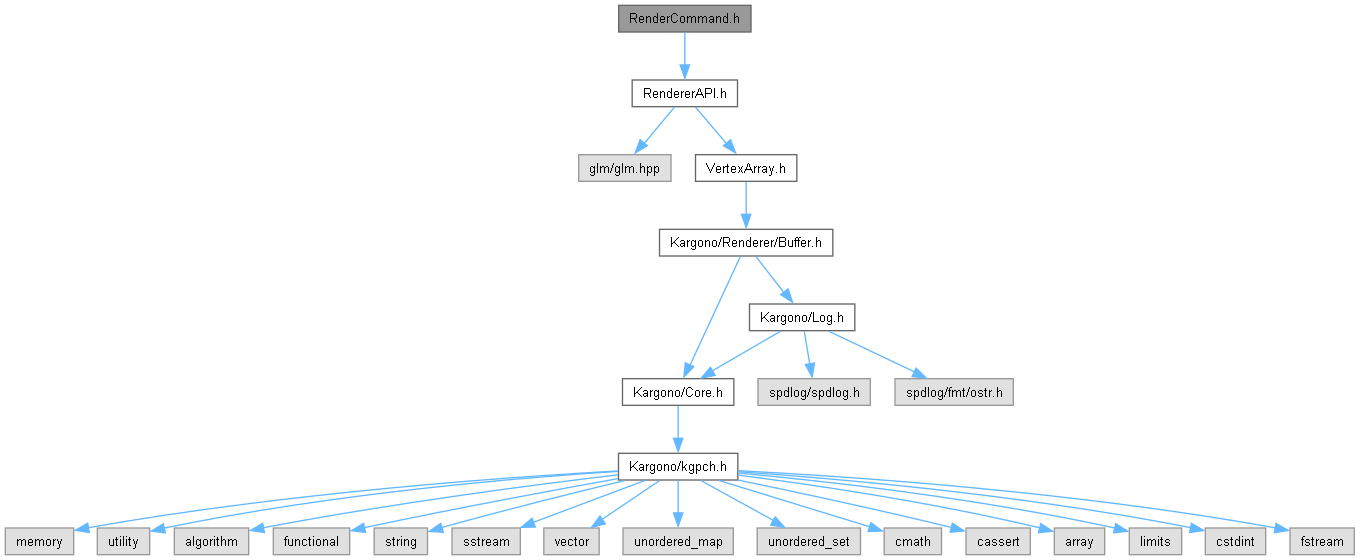 RenderCommand.h
RendererAPI.h
glm/glm.hpp
VertexArray.h
Kargono/Renderer/Buffer.h
Kargono/Log.h
Kargono/Core.h
spdlog/spdlog.h
spdlog/fmt/ostr.h
Kargono/kgpch.h
memory
utility
algorithm
functional
string
sstream
vector
unordered_map
unordered_set
cmath
cassert
array
limits
cstdint
fstream